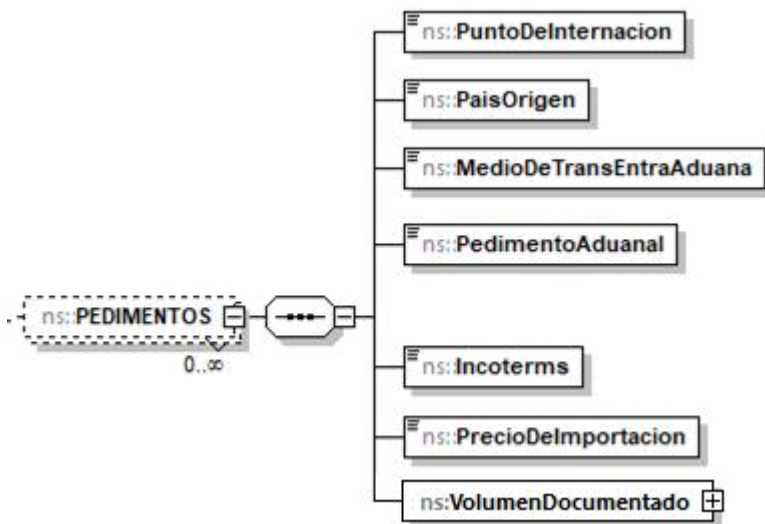 ns::PuntoDeInternacion
ns::PaisOrigen
ns::MedioDeTransEntraAduana
ns::PedimentoAduanal
ns::PEDIMENTOS
0..∞
ns::Incoterms
ns::PrecioDeImportacion
ns:VolumenDocumentado